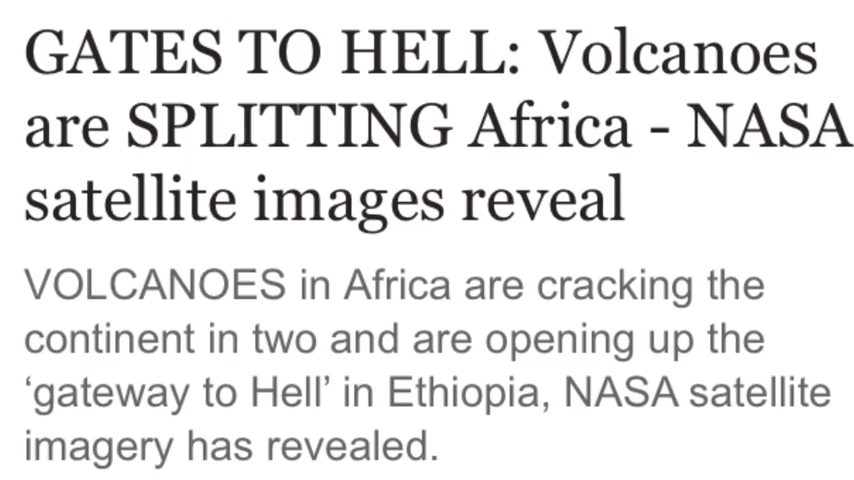 GATES TO HELL: Volcanoes
are SPLITTING Africa - NASA
satellite images reveal
VOLCANOES in Africa are cracking the
continent in two and are opening up the
‘gateway to Hell’ in Ethiopia, NASA satellite
imagery has revealed.